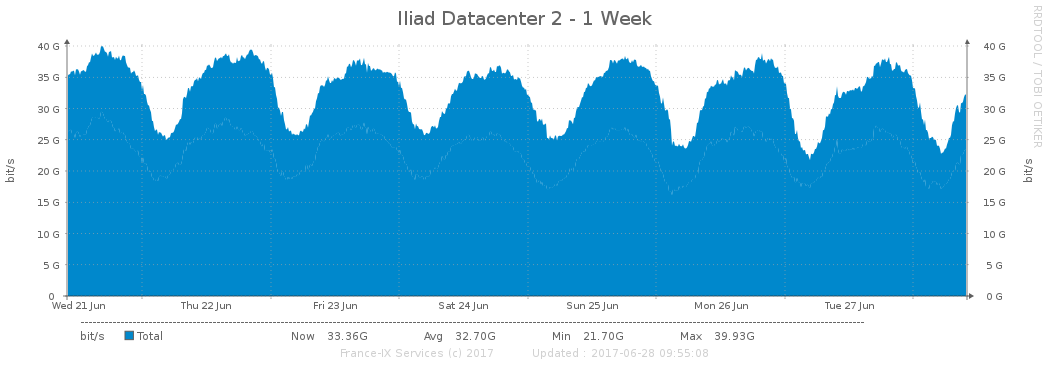 Iliad Datacenter 2 - 1 Week
RRDTOOL / TOBI OETIKER
bit/s
40 G
35 G
30 G
25 G
20 G
15 G
10 G
5 G
0
40 G
35 G
30 G
25 G
20 G
15 G
10 G
5 G
0 G
bit/s
Wed 21 Jun Thu 22 Jun Fri 23 Jun Sat 24 Jun Sun 25 Jun Mon 26 Jun Tue 27 Jun
bit/s Total Now 33.36G Avg 32.70G Min 21.70G Max 39.93G
France-IX Services (c) 2017 Updated : 2017-06-28 09:55:08